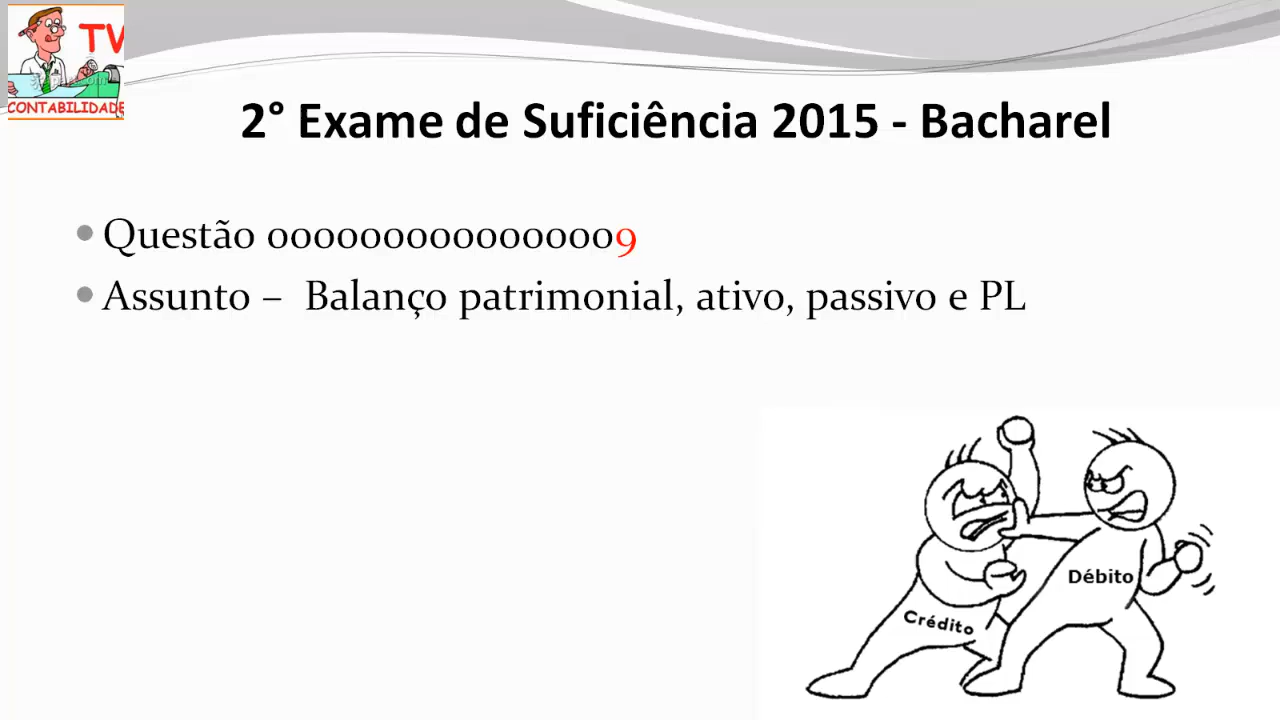 TV
CONTABILIDADE
2° Exame de Suficiência 2015 - Bacharel
Questão 0000000000000009
Assunto – Balanço patrimonial, ativo, passivo e PL
Débito
Crédito